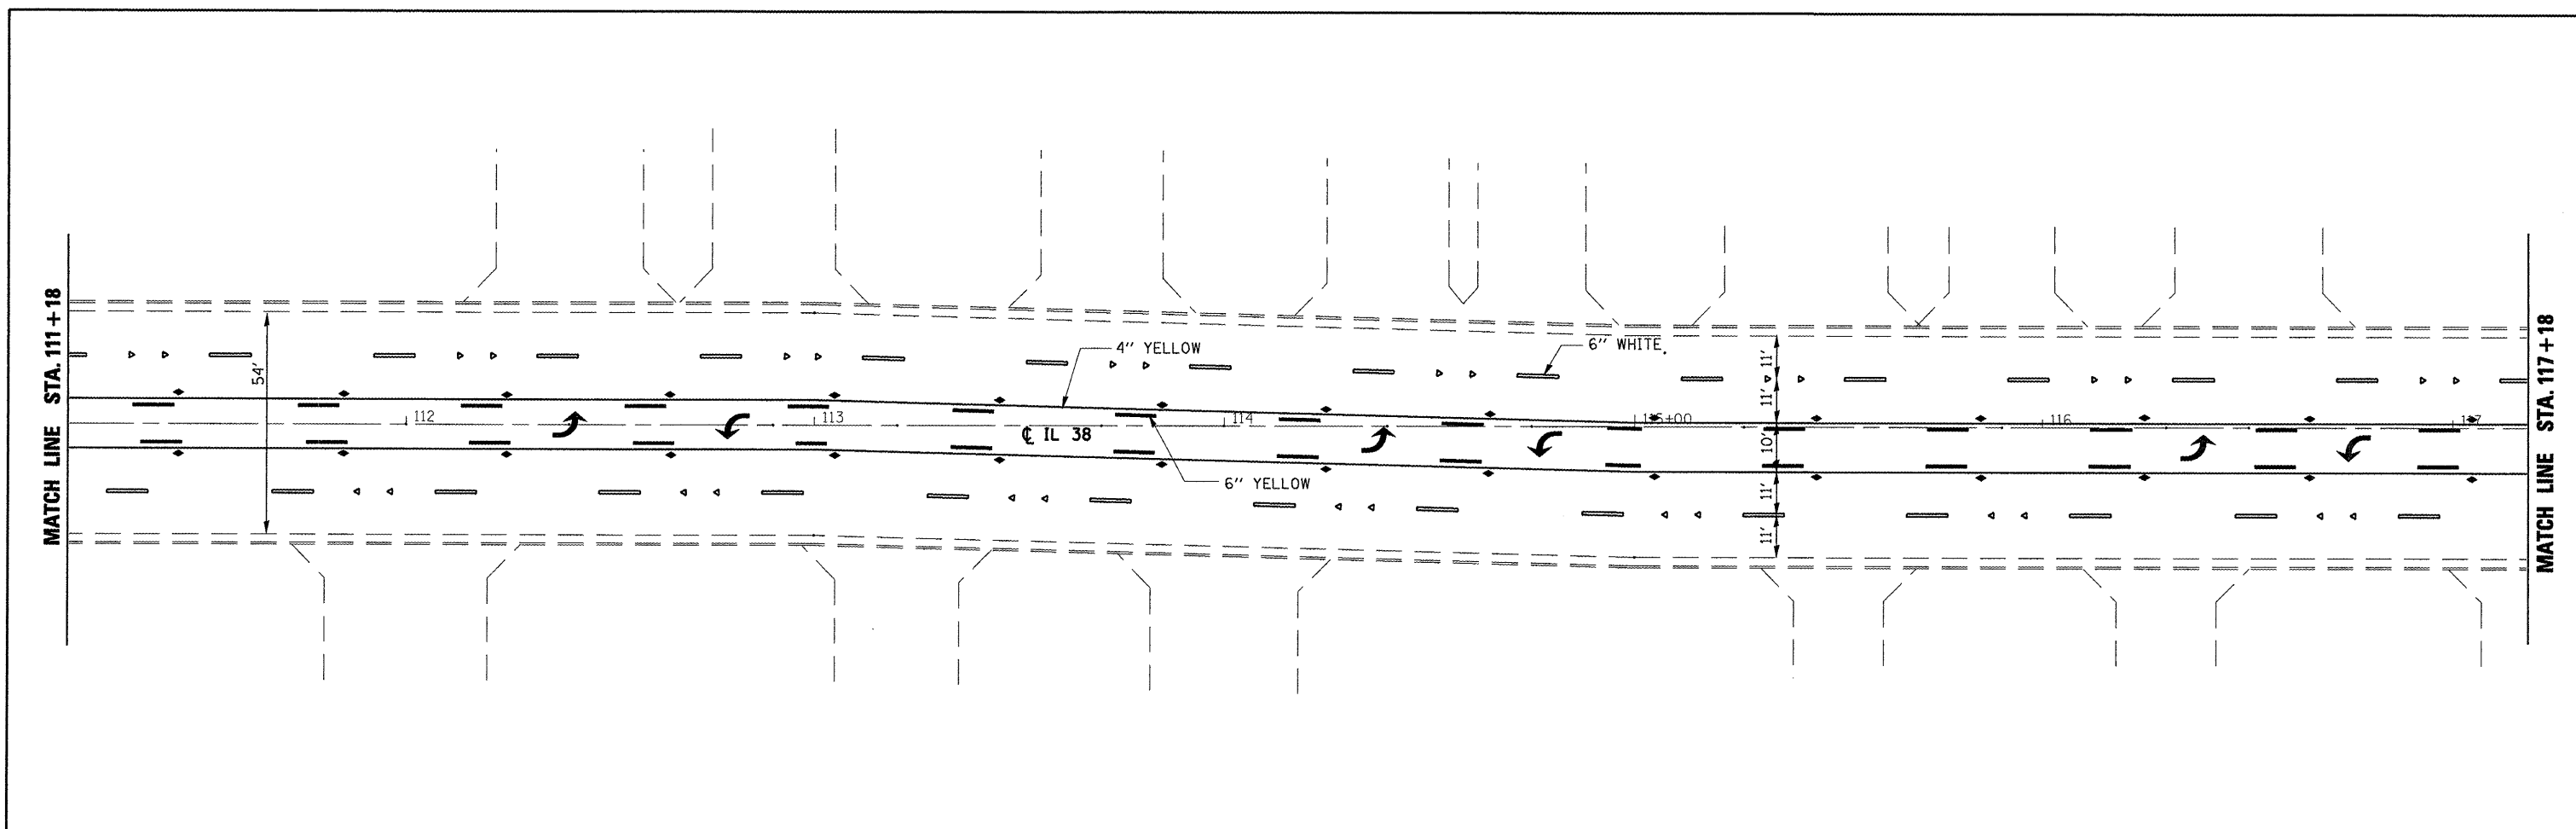 MATCH LINE STA. 111+18
54'
4" YELLOW
6" WHITE.
11'
11'
112
113
114
115+00
116
117
℄ IL 38
10'
6" YELLOW
11'
11'
MATCH LINE STA. 117+18